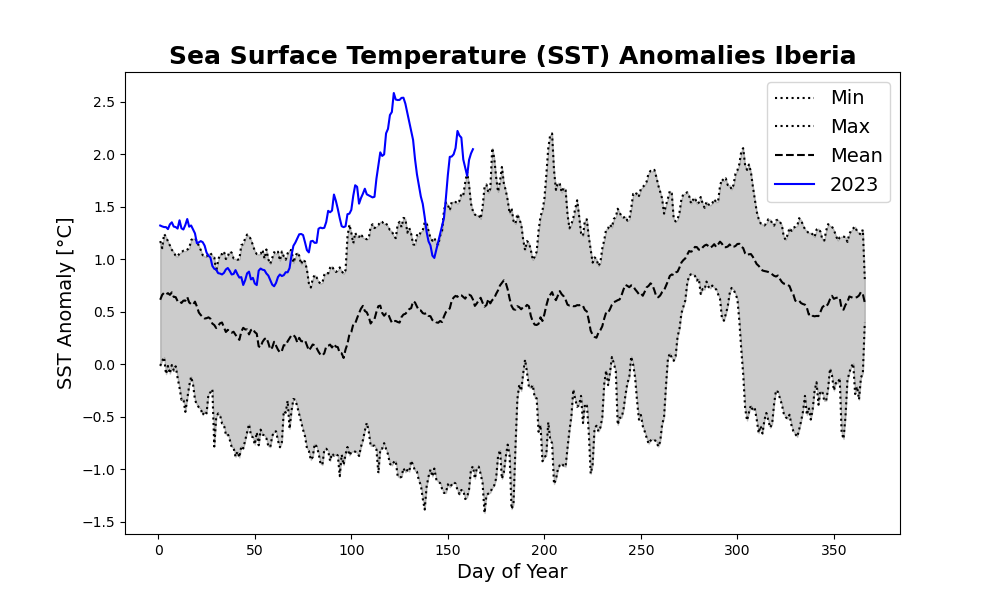 Sea Surface Temperature (SST) Anomalies Iberia
Min
Max
Mean
2023
SST Anomaly [°C]
2.5
2.0
1.5
1.0
0.5
0.0
−0.5
−1.0
−1.5
0 50 100 150 200 250 300 350
Day of Year